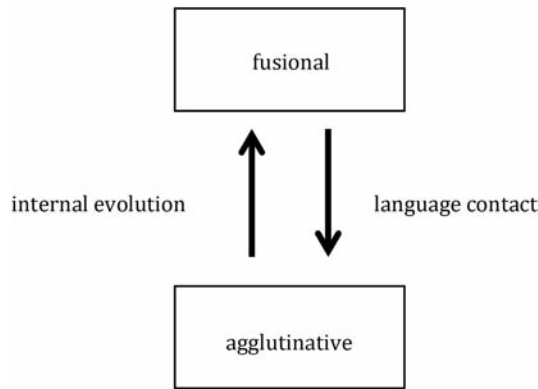 fusional
internal evolution
language contact
agglutinative